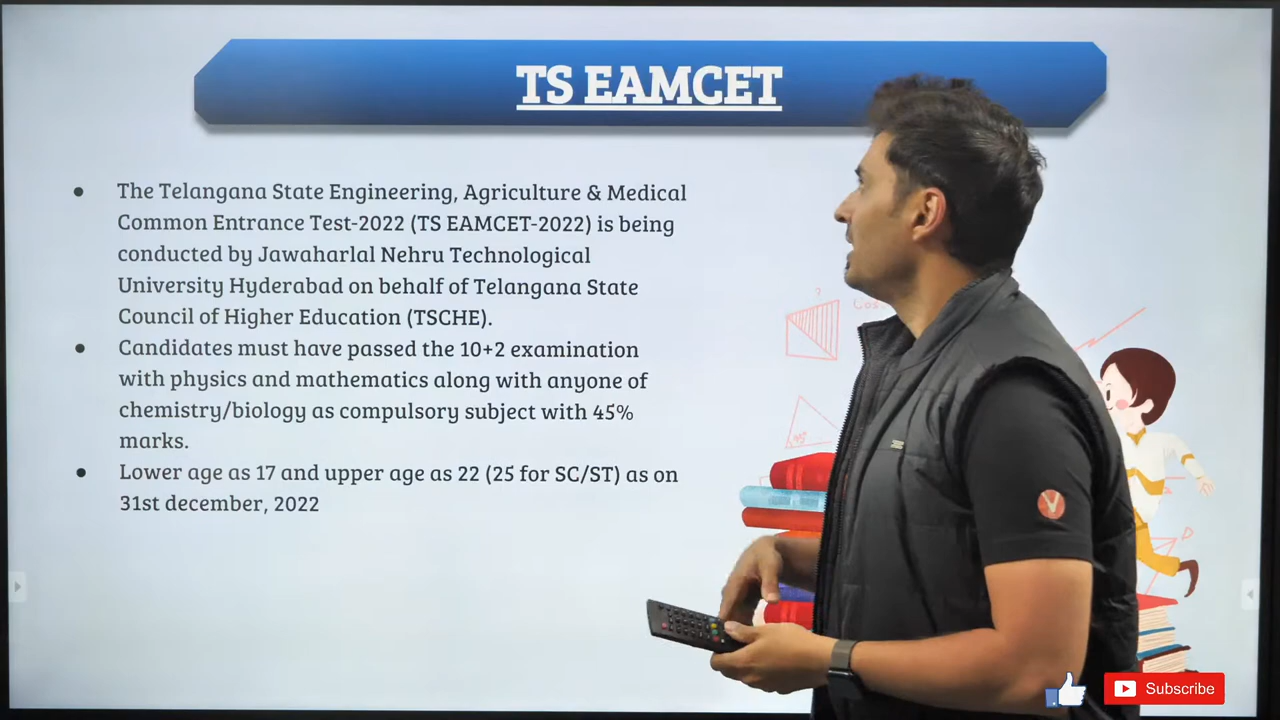 TS EAMCET
The Telangana State Engineering, Agriculture & Medical
Common Entrance Test-2022 (TS EAMCET-2022) is being
conducted by Jawaharlal Nehru Technological
University Hyderabad on behalf of Telangana State
Council of Higher Education (TSCHE).
Candidates must have passed the 10+2 examination
with physics and mathematics along with anyone of
chemistry/biology as compulsory subject with 45%
marks.
Lower age as 17 and upper age as 22 (25 for SC/ST) as on
31st december, 2022
?
45°
V
Subscribe